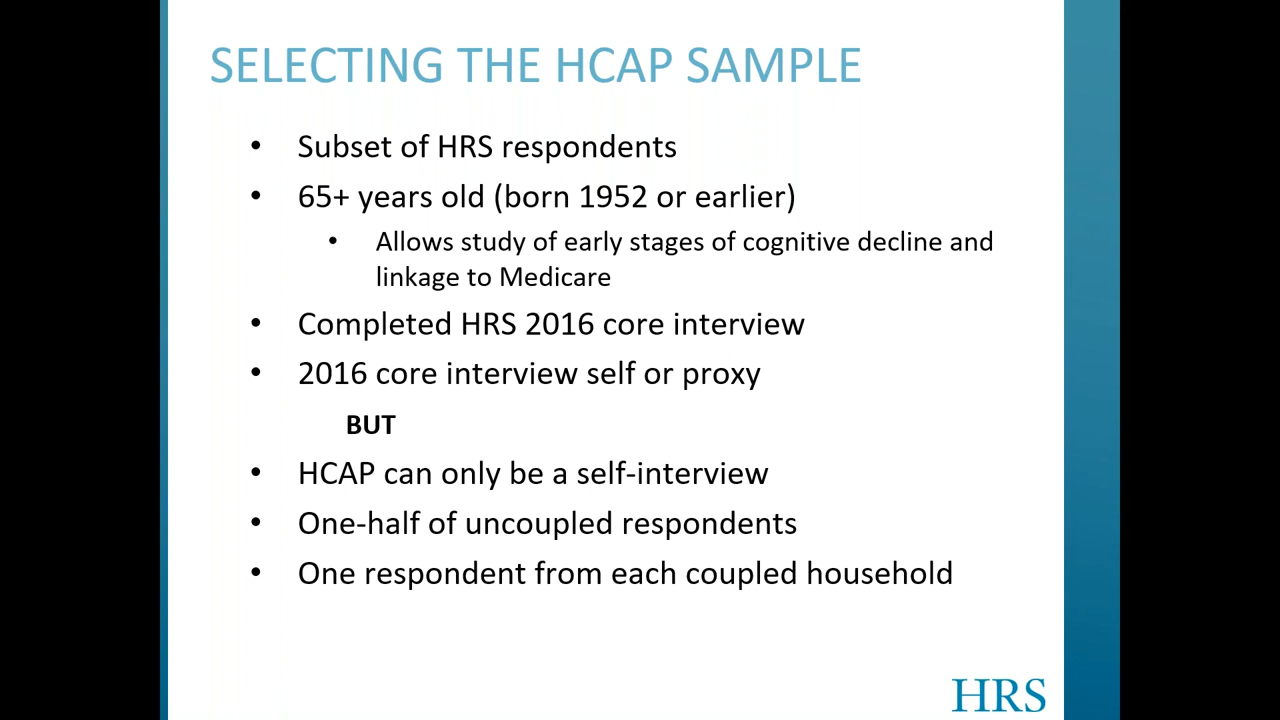 SELECTING THE HCAP SAMPLE
• Subset of HRS respondents
• 65+ years old (born 1952 or earlier)
• Allows study of early stages of cognitive decline and
linkage to Medicare
• Completed HRS 2016 core interview
• 2016 core interview self or proxy
BUT
• HCAP can only be a self-interview
• One-half of uncoupled respondents
• One respondent from each coupled household
HRS